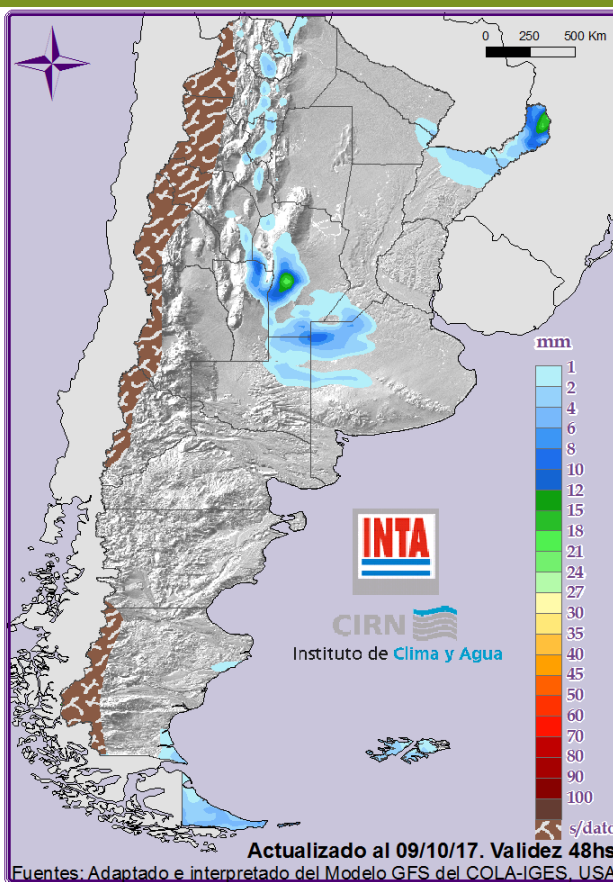 0 250 500 Km
mm
1
2
4
6
8
10
12
15
18
21
24
27
30
35
40
45
50
60
70
80
90
100
s/dato
INTA
CIRN
Instituto de Clima y Agua
Actualizado al 09/10/17. Validez 48hs
Fuentes: Adaptado e interpretado del Modelo GFS del COLA-IGES, USA